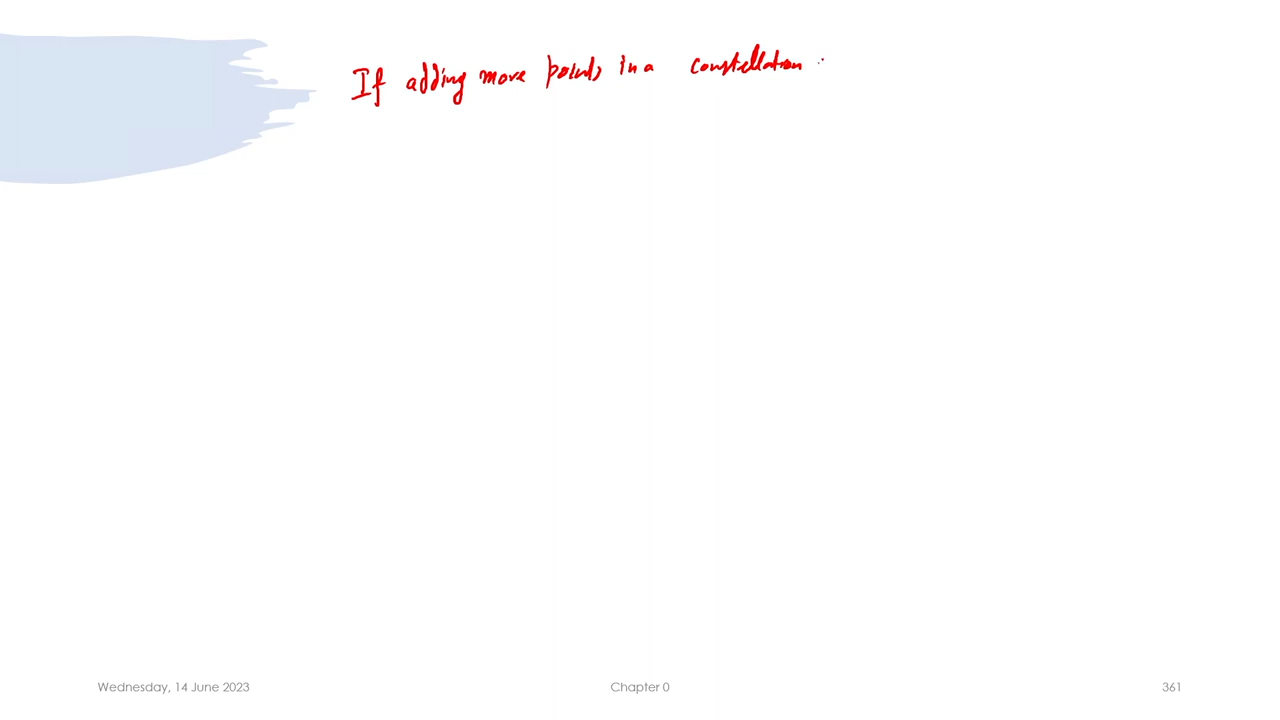 If adding more points in a constellation
Wednesday, 14 June 2023
Chapter 0
361